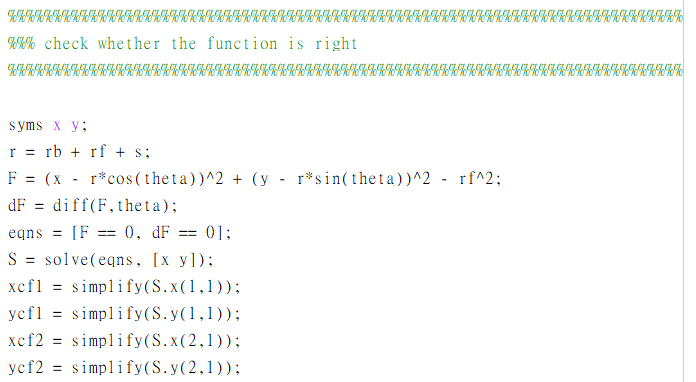 %%%%%%%%%%%%%%%%%%%%%%%%%%%%%%%%%%%%%%%%%%%%%%%%%%%%%%%%%%%%%%%%%%%%%%%%%%%%%
%%% check whether the function is right
%%%%%%%%%%%%%%%%%%%%%%%%%%%%%%%%%%%%%%%%%%%%%%%%%%%%%%%%%%%%%%%%%%%%%%%%%%%%%
syms x y;
r = rb + rf + s;
F = (x - r*cos(theta))^2 + (y - r*sin(theta))^2 - rf^2;
dF = diff(F,theta);
eqns = [F == 0, dF == 0];
S = solve(eqns, [x y]);
xcf1 = simplify(S.x(1,1));
ycf1 = simplify(S.y(1,1));
xcf2 = simplify(S.x(2,1));
ycf2 = simplify(S.y(2,1));